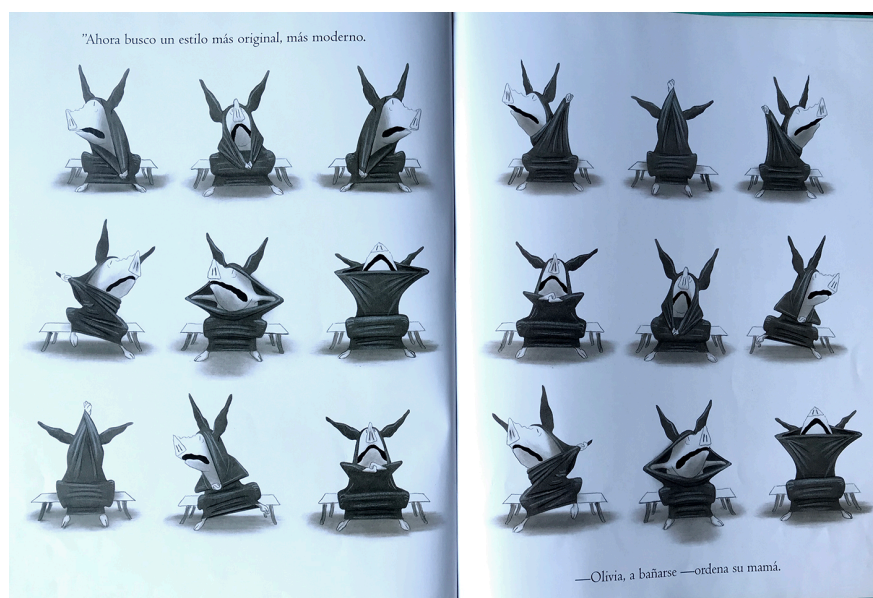 ”Ahora busco un estilo más original, más moderno.
—Olivia, a bañarse —ordena su mamá.